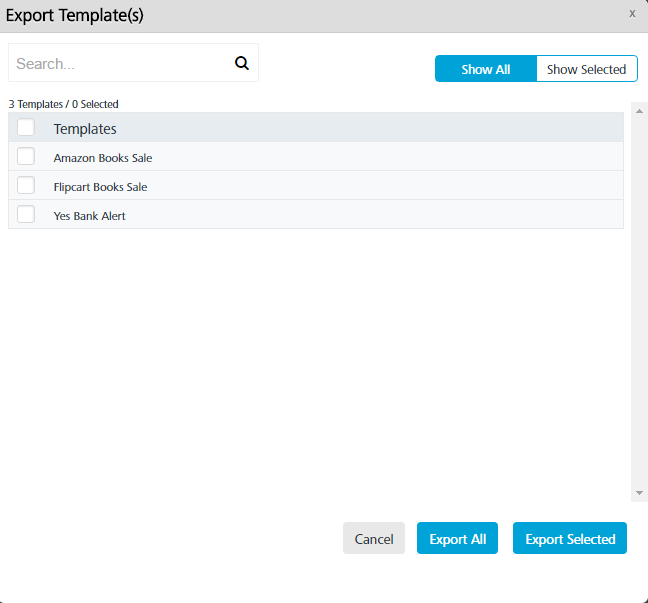 Export Template(s)
x
Search...
Show All
Show Selected
3 Templates / 0 Selected
Templates
Amazon Books Sale
Flipcart Books Sale
Yes Bank Alert
Cancel
Export All
Export Selected